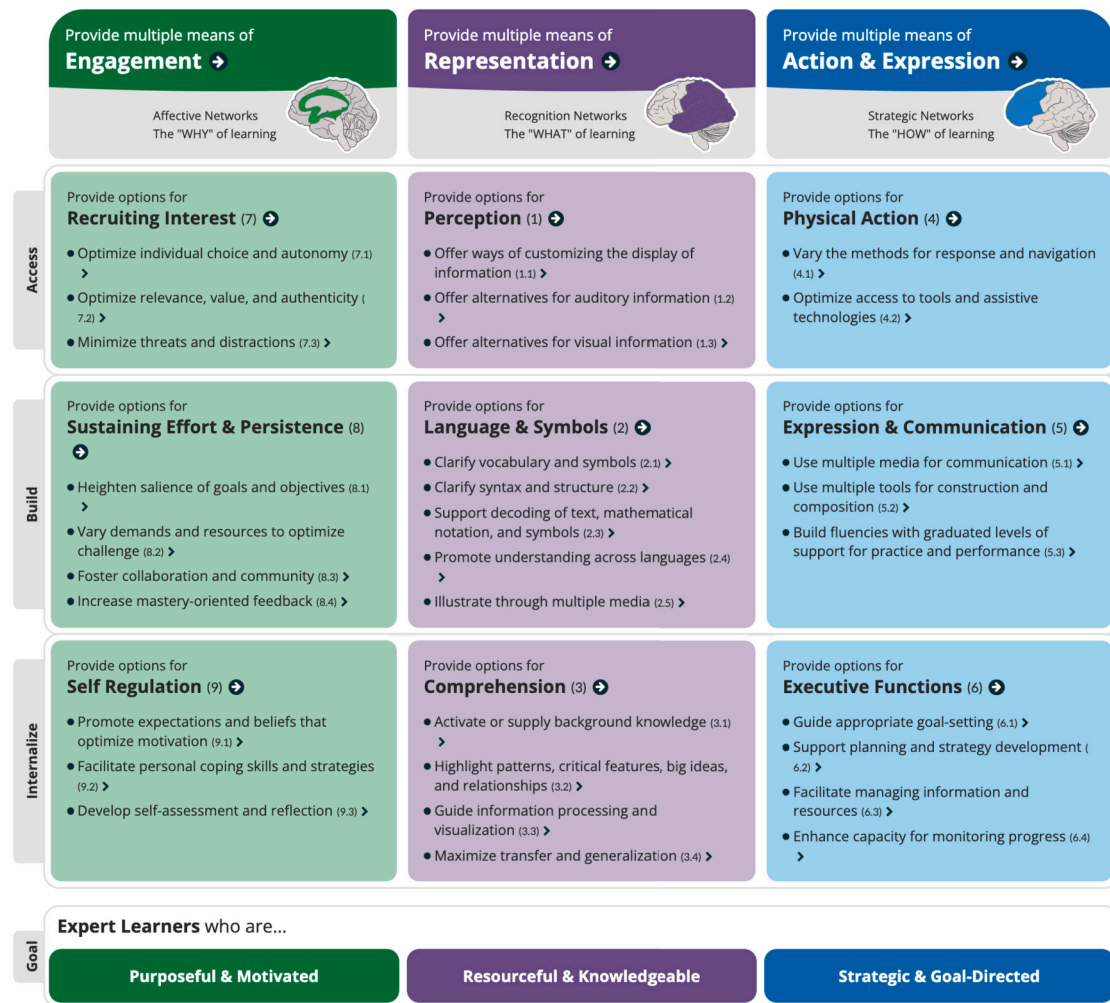 Provide multiple means of
Engagement
Affective Networks
The "WHY" of learning
Provide multiple means of
Representation
Recognition Networks
The "WHAT" of learning
Provide multiple means of
Action & Expression
Strategic Networks
The "HOW" of learning
Access
Provide options for
Recruiting Interest (7)
Optimize individual choice and autonomy (7.1)
Optimize relevance, value, and authenticity (
7.2)
Minimize threats and distractions (7.3)
Provide options for
Perception (1)
Offer ways of customizing the display of
information (1.1)
Offer alternatives for auditory information (1.2)
Offer alternatives for visual information (1.3)
Provide options for
Physical Action (4)
Vary the methods for response and navigation
(4.1)
Optimize access to tools and assistive
technologies (4.2)
Build
Provide options for
Sustaining Effort & Persistence (8)
Heighten salience of goals and objectives (8.1)
Vary demands and resources to optimize
challenge (8.2)
Foster collaboration and community (8.3)
Increase mastery-oriented feedback (8.4)
Provide options for
Language & Symbols (2)
Clarify vocabulary and symbols (2.1)
Clarify syntax and structure (2.2)
Support decoding of text, mathematical
notation, and symbols (2.3)
Promote understanding across languages (2.4)
Illustrate through multiple media (2.5)
Provide options for
Expression & Communication (5)
Use multiple media for communication (5.1)
Use multiple tools for construction and
composition (5.2)
Build fluencies with graduated levels of
support for practice and performance (5.3)
Internalize
Provide options for
Self Regulation (9)
Promote expectations and beliefs that
optimize motivation (9.1)
Facilitate personal coping skills and strategies
(9.2)
Develop self-assessment and reflection (9.3)
Provide options for
Comprehension (3)
Activate or supply background knowledge (3.1)
Highlight patterns, critical features, big ideas,
and relationships (3.2)
Guide information processing and
visualization (3.3)
Maximize transfer and generalization (3.4)
Provide options for
Executive Functions (6)
Guide appropriate goal-setting (6.1)
Support planning and strategy development (
6.2)
Facilitate managing information and
resources (6.3)
Enhance capacity for monitoring progress (6.4)
Goal
Expert Learners who are...
Purposeful & Motivated
Resourceful & Knowledgeable
Strategic & Goal-Directed